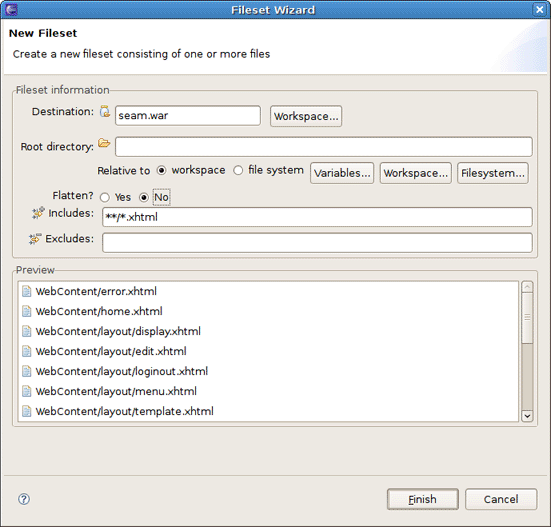 Fileset Wizard
New Fileset
Create a new fileset consisting of one or more files
Fileset information
Destination: seam.war Workspace...
Root directory:
Relative to workspace file system Variables... Workspace... Filesystem...
Flatten? Yes No
Includes: **/*.xhtml
Excludes:
Preview
WebContent/error.xhtml
WebContent/home.xhtml
WebContent/layout/display.xhtml
WebContent/layout/edit.xhtml
WebContent/layout/loginout.xhtml
WebContent/layout/menu.xhtml
WebContent/layout/template.xhtml
? Finish Cancel